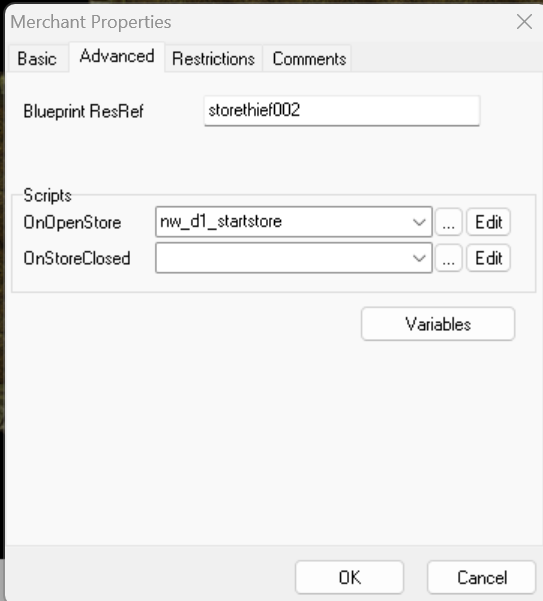 Merchant Properties
Basic Advanced Restrictions Comments
Blueprint ResRef storethief002
Scripts
OnOpenStore nw_d1_startstore ... Edit
OnStoreClosed ... Edit
Variables
OK Cancel